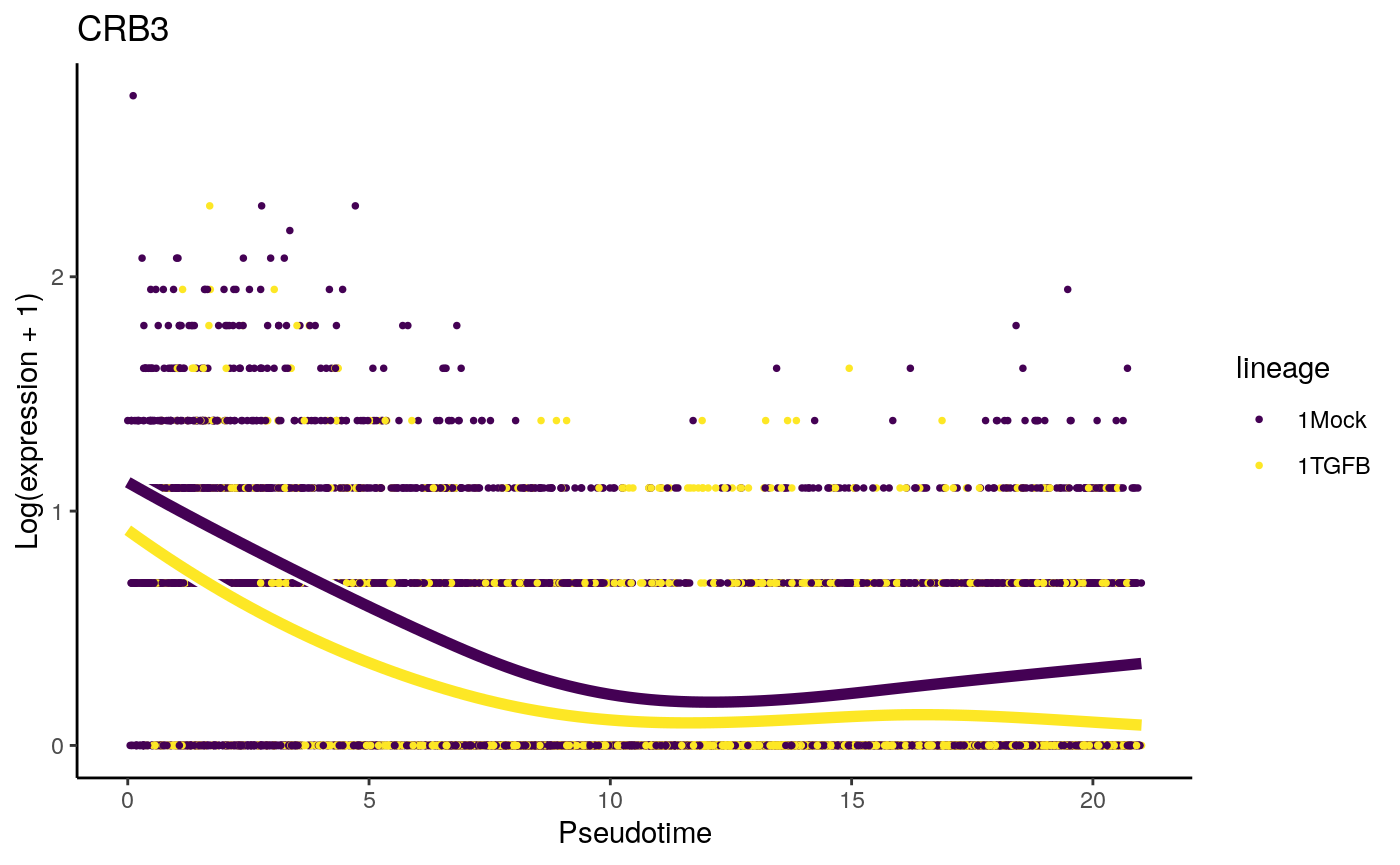 CRB3
Log(expression + 1)
2
1
0
0
5
10
15
20
Pseudotime
lineage
1Mock
1TGFB